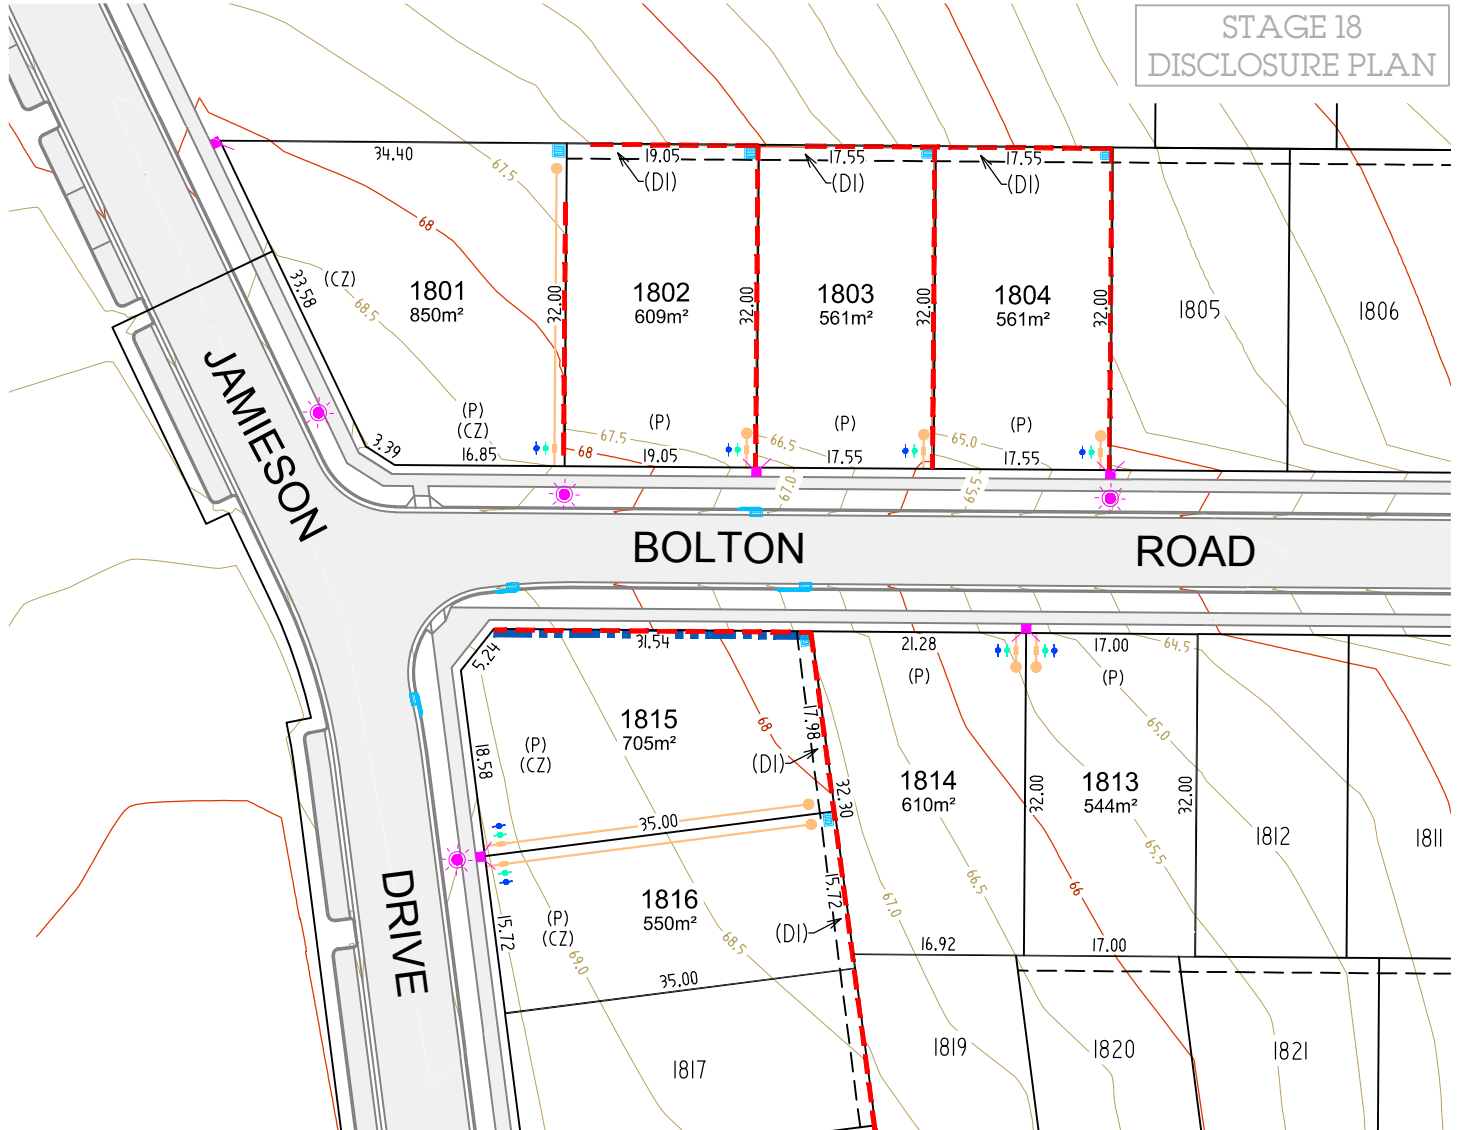 STAGE 18
DISCLOSURE PLAN
34.40
67.5
19.05
(DI)
17.55
(DI)
17.55
(DI)
68
33.58
(CZ)
68.5
1801
850m²
32.00
1802
609m²
32.00
1803
561m²
32.00
1804
561m²
32.00
1805
1806
(P)
(CZ)
16.85
3.39
68
67.5
(P)
19.05
66.5
(P)
17.55
65.0
(P)
17.55
67.0
65.5
JAMIESON
DRIVE
BOLTON ROAD
31.54
5.24
21.28
(P)
17.00
(P)
64.5
18.58
(P)
(CZ)
1815
705m²
68
17.98
(DI)
32.30
1814
610m²
32.00
1813
544m²
32.00
65.0
65.5
1812
1811
35.00
1816
550m²
15.72
(P)
(CZ)
69.0
68.5
15.72
(DI)
67.0
66.5
66
16.92
17.00
35.00
1817
1819
1820
1821